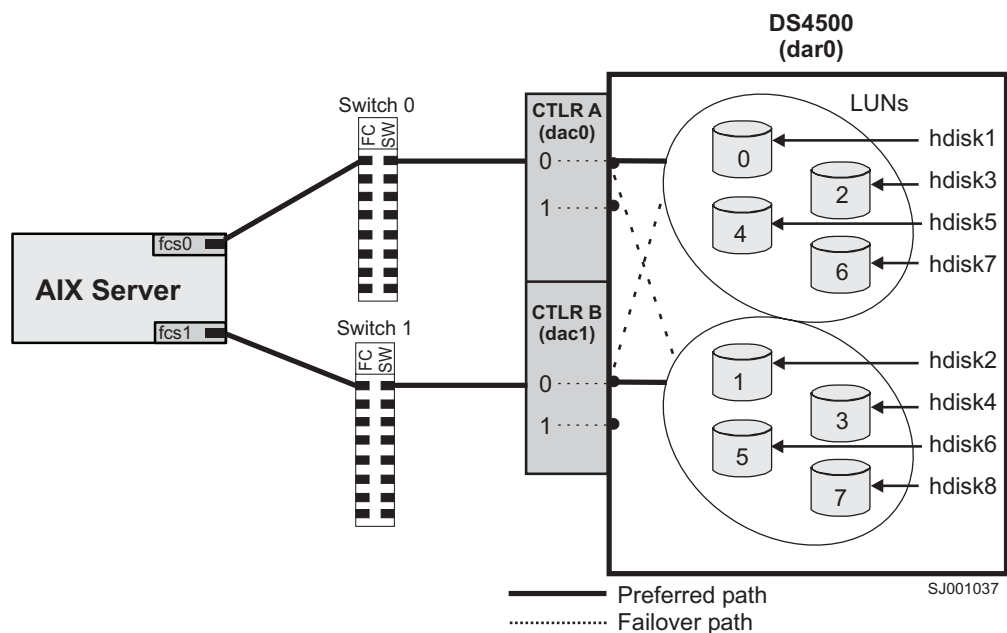 DS4500
(dar0)
Switch 0
FC
SW
CTLR A
(dac0)
0
1
LUNs
0
2
4
6
hdisk1
hdisk3
hdisk5
hdisk7
fcs0
AIX Server
fcs1
Switch 1
FC
SW
CTLR B
(dac1)
0
1
1
3
5
7
hdisk2
hdisk4
hdisk6
hdisk8
SJ001037
Preferred path
Failover path